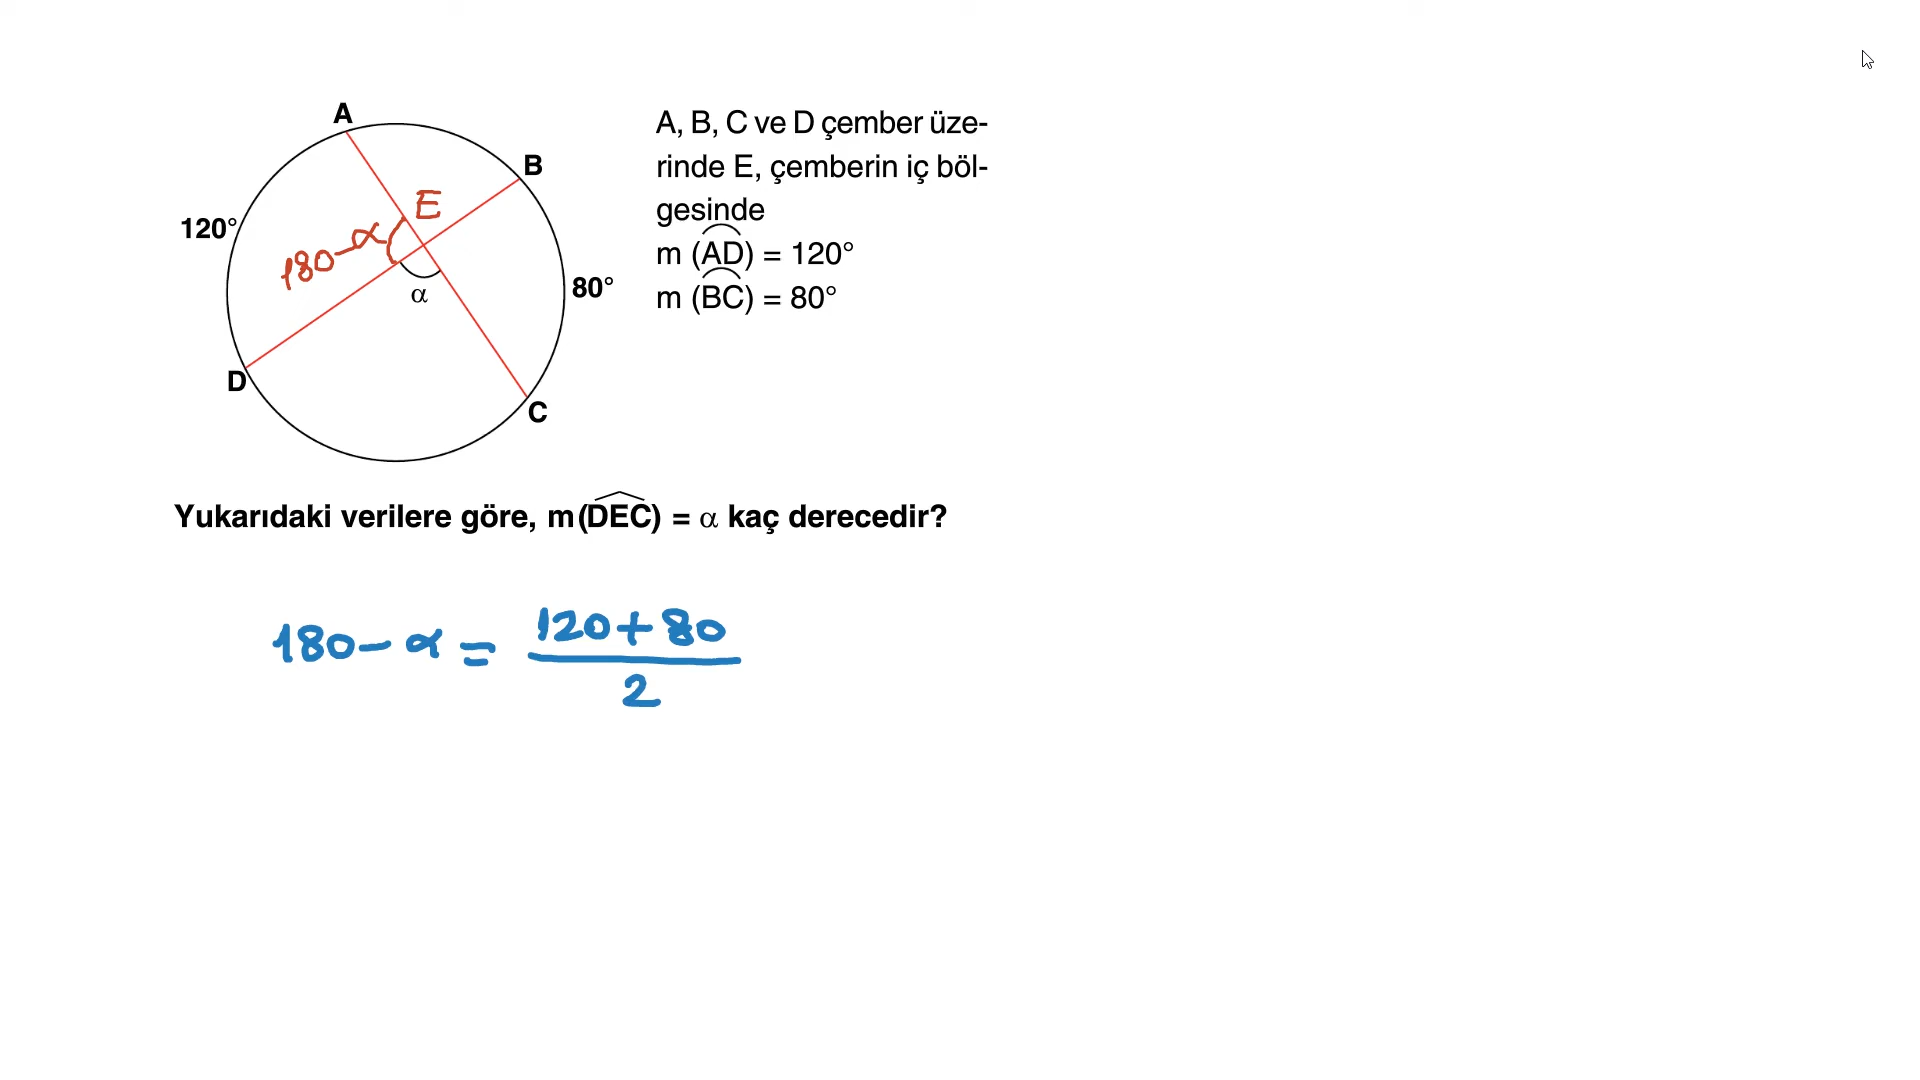 A
B
E
120°
180-α
α
80°
D
C
A, B, C ve D çember üze-
rinde E, çemberin iç böl-
gesinde
m (AD) = 120°
m (BC) = 80°
Yukarıdaki verilere göre, m(DEC) = α kaç derecedir?
180-α = 120+80
2